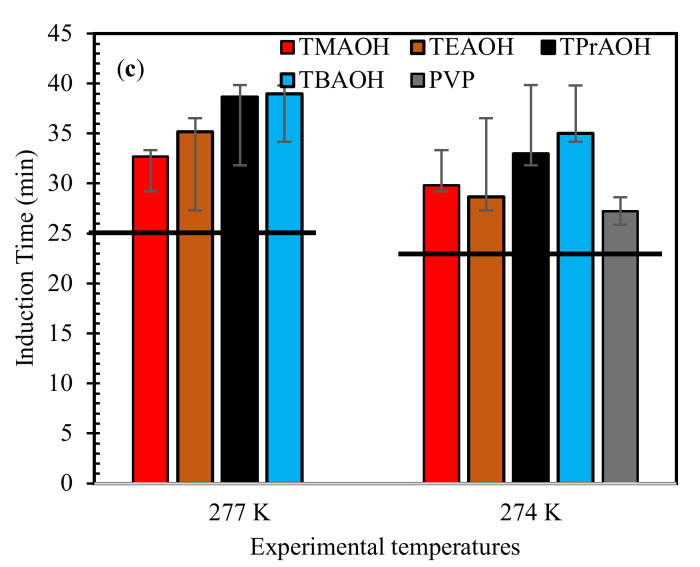 (c)
TMAOH TEAOH TPrAOH
TBAOH PVP
Induction Time (min)
45
40
35
30
25
20
15
10
5
0
277 K 274 K
Experimental temperatures